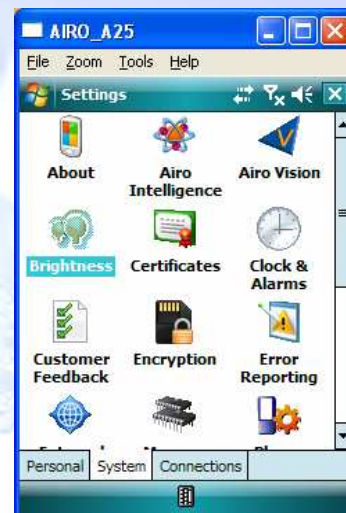 AIRO_A25
File Zoom Tools Help
Settings
About Airo Intelligence Airo Vision
Brightness Certificates Clock & Alarms
Customer Feedback Encryption Error Reporting
Personal System Connections